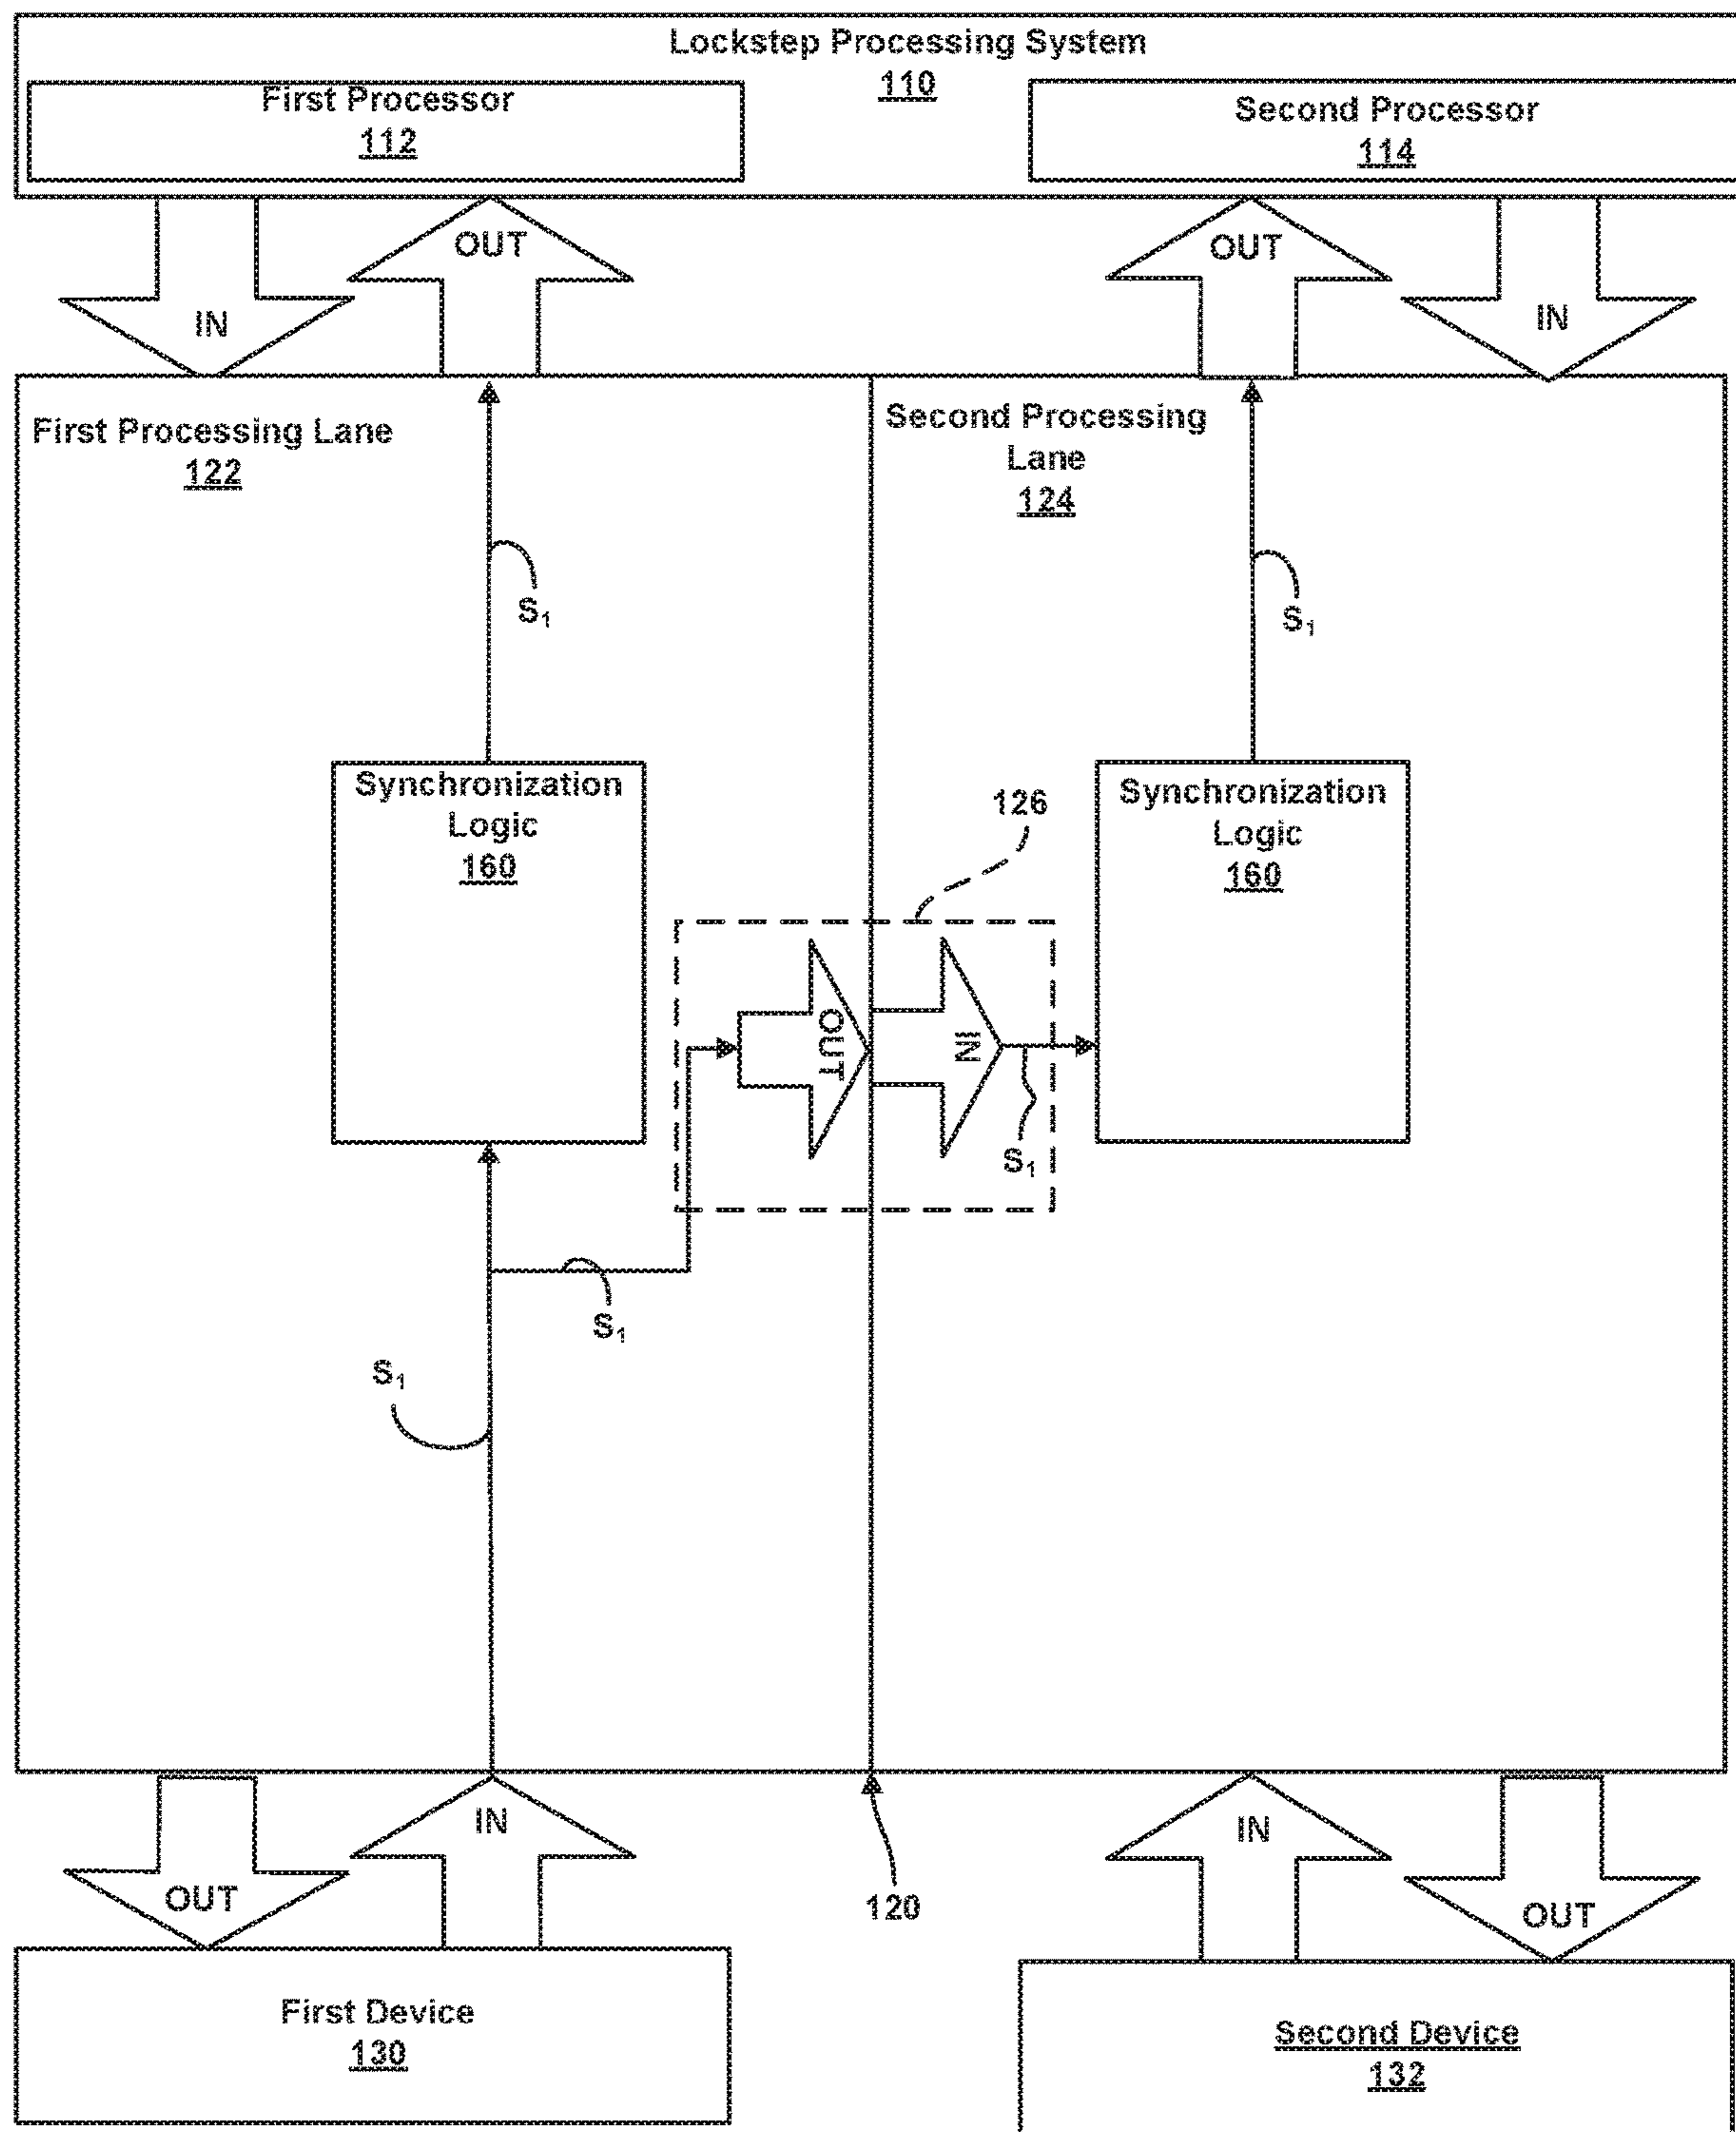 Lockstep Processing System
110
First Processor
112
Second Processor
114
IN
OUT
OUT
IN
First Processing Lane
122
Second Processing
Lane
124
S₁
S₁
Synchronization
Logic
160
126
Synchronization
Logic
160
OUT
IN
S₁
S₁
S₁
OUT
IN
120
IN
OUT
First Device
130
Second Device
132